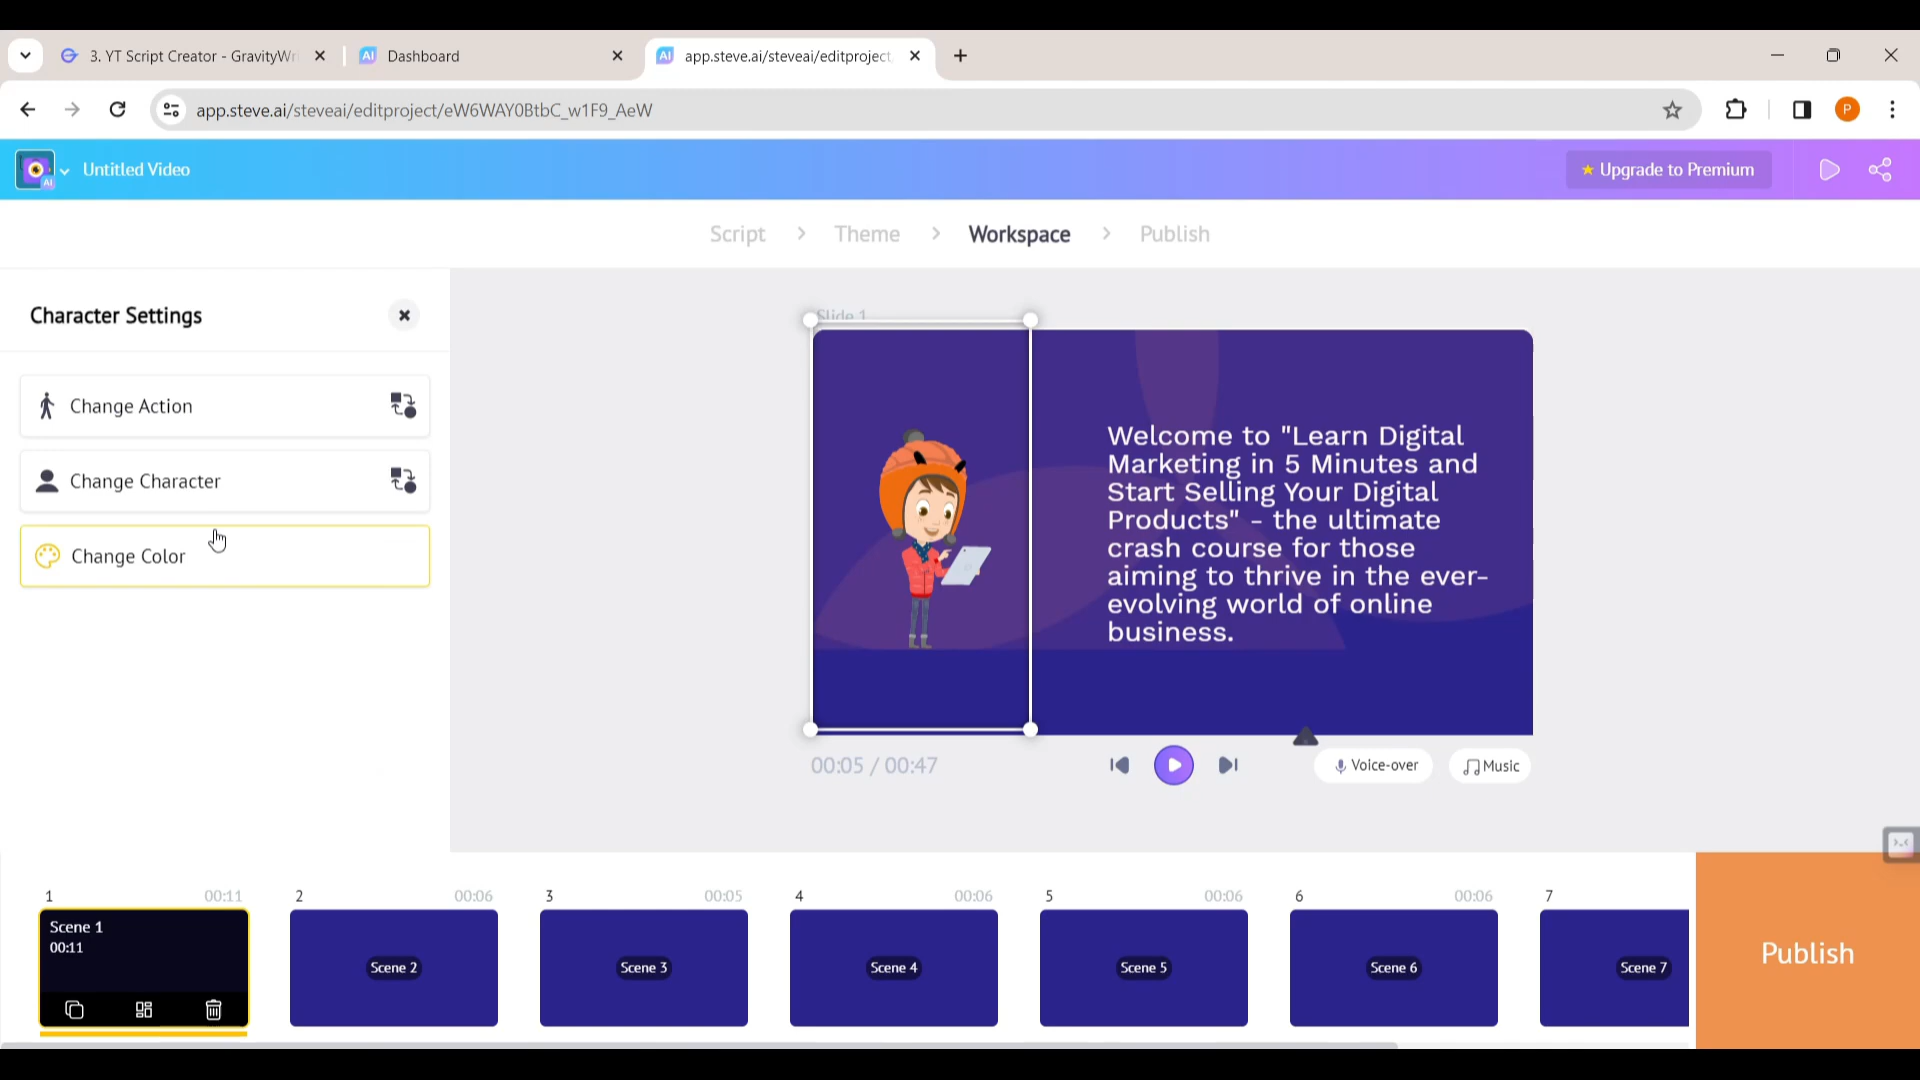 3. YT Script Creator - GravityWri
Dashboard
app.steve.ai/steveai/editproject
app.steve.ai/steveai/editproject/eW6WAY0BtbC_w1F9_AeW
P
AI
Untitled Video
Upgrade to Premium
Script > Theme > Workspace > Publish
Character Settings
Change Action
Change Character
Change Color
Slide 1
Welcome to "Learn Digital
Marketing in 5 Minutes and
Start Selling Your Digital
Products" - the ultimate
crash course for those
aiming to thrive in the ever-
evolving world of online
business.
00:05 / 00:47
Voice-over
Music
1 00:11
2 00:06
3 00:05
4 00:06
5 00:06
6 00:06
7
Scene 1
00:11
Scene 2
Scene 3
Scene 4
Scene 5
Scene 6
Scene 7
Publish